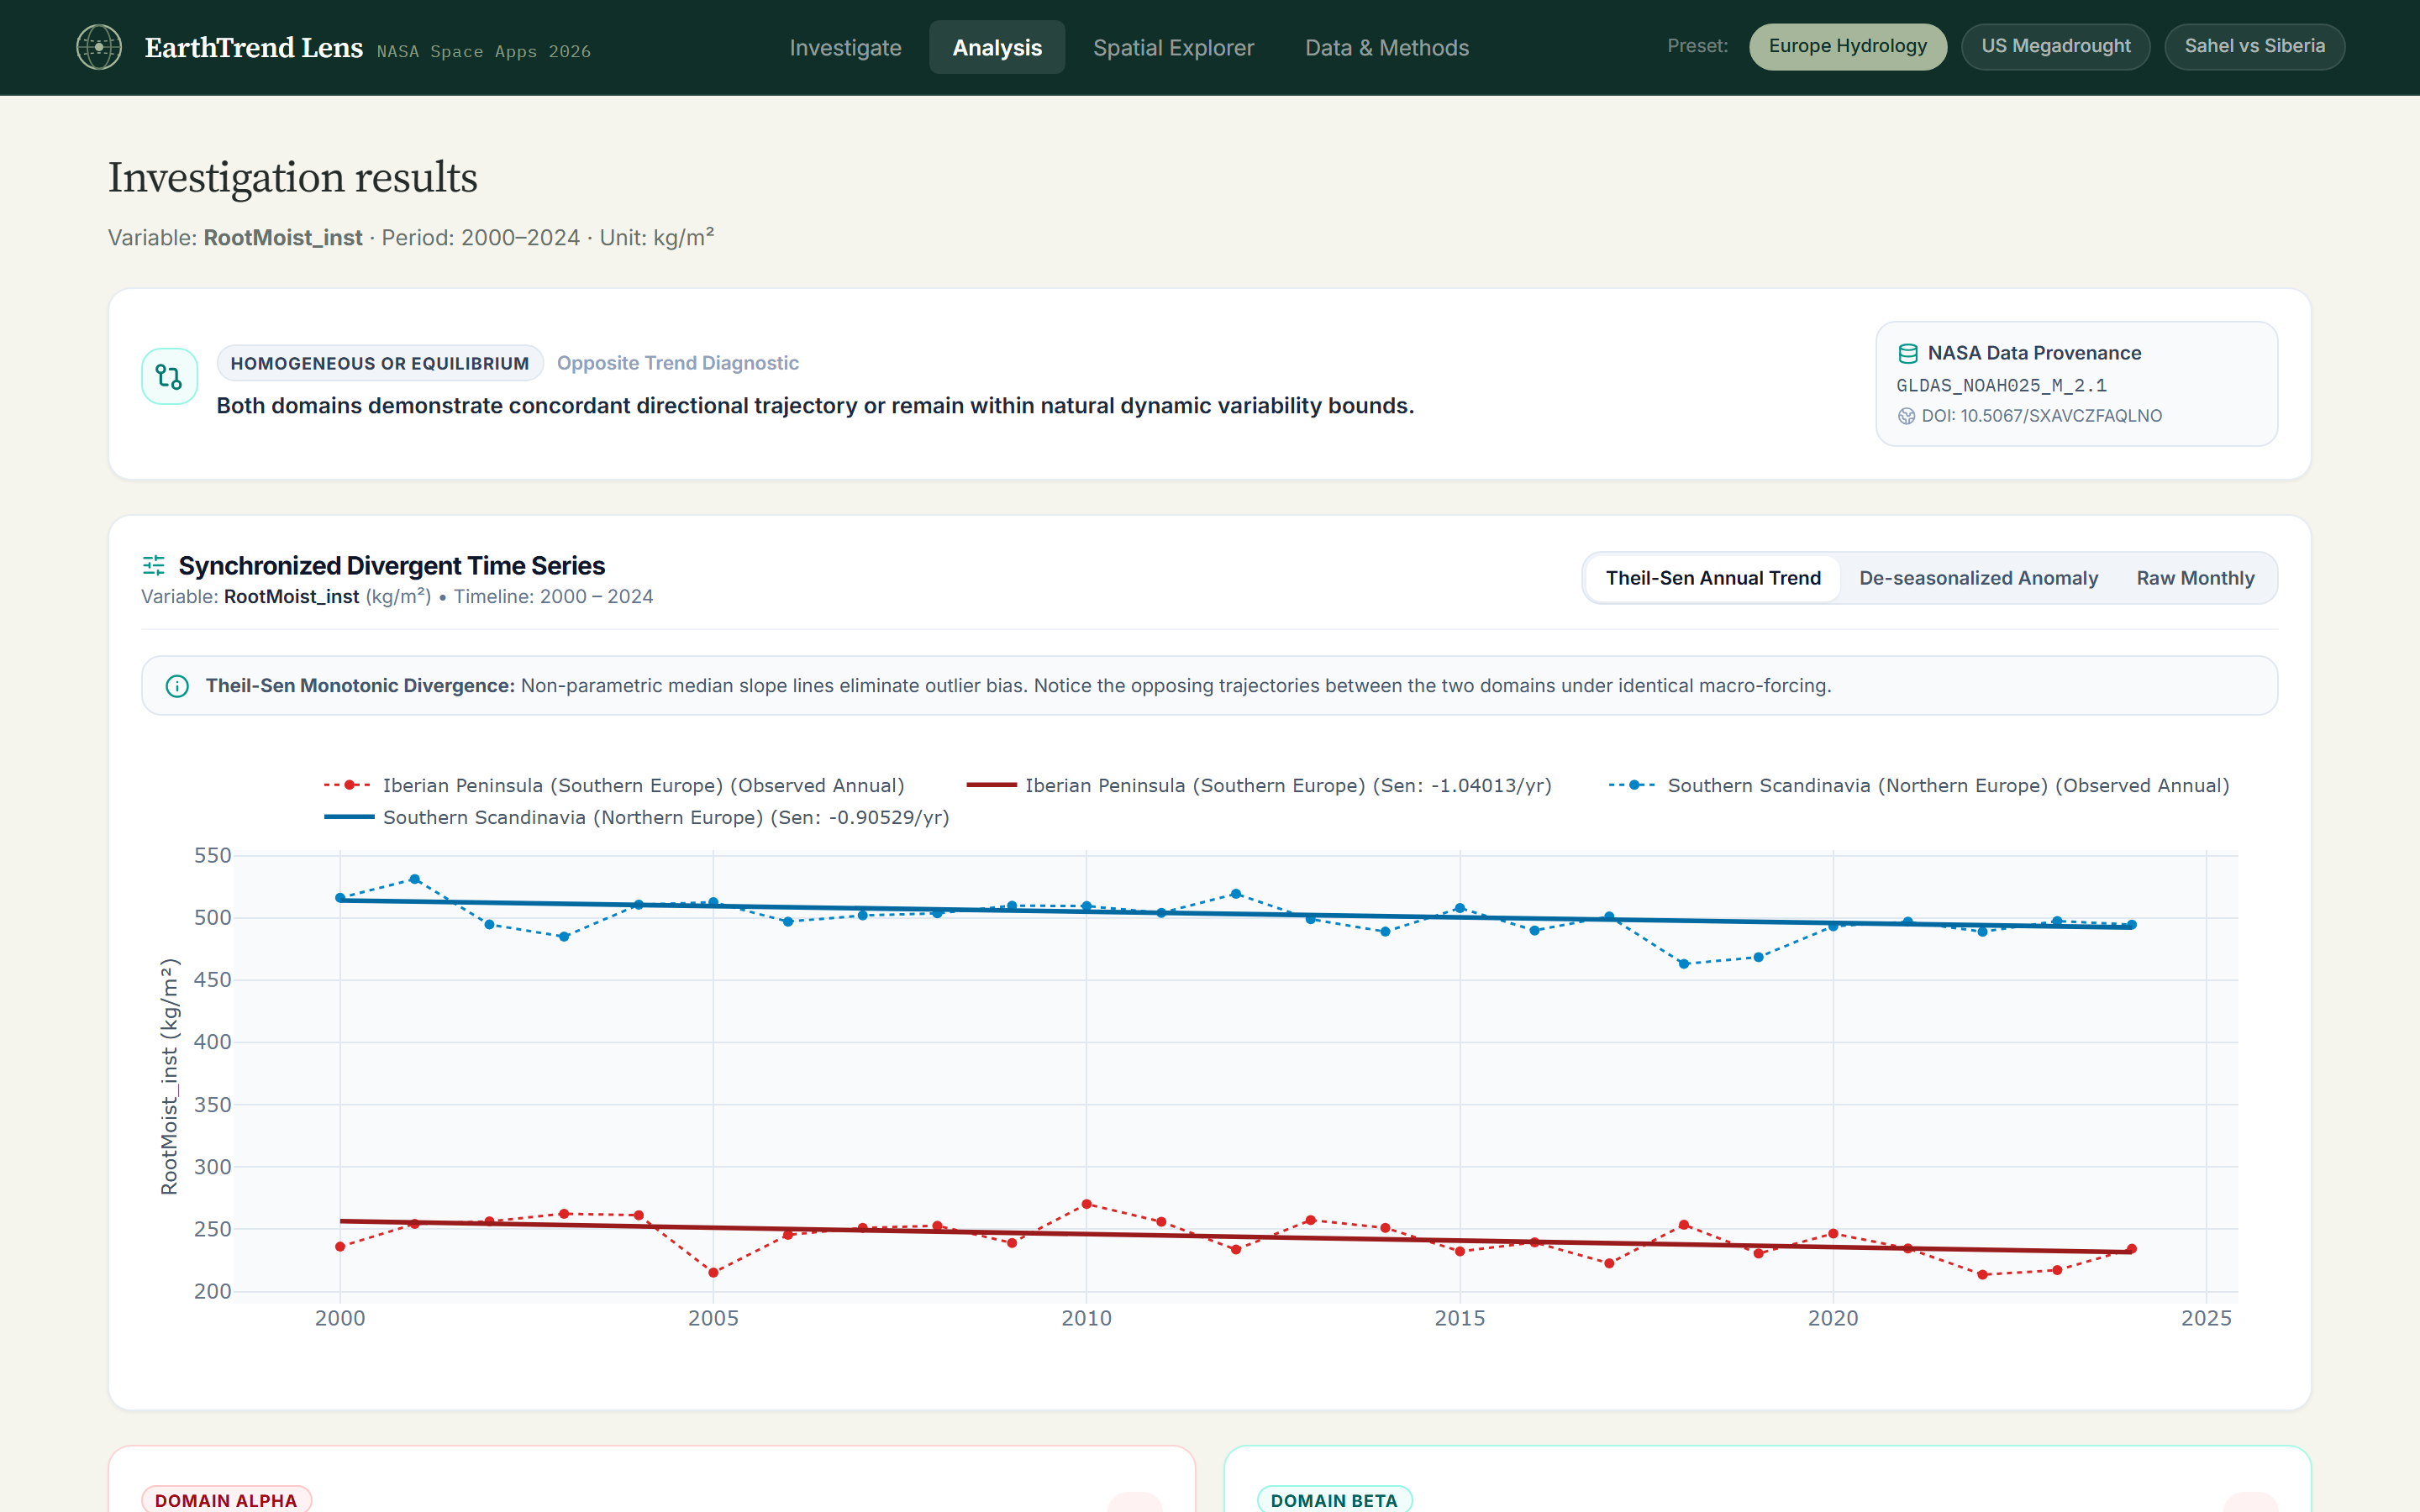 EarthTrend Lens NASA Space Apps 2026
Investigate Analysis Spatial Explorer Data & Methods
Preset: Europe Hydrology US Megadrought Sahel vs Siberia
Investigation results
Variable: RootMoist_inst · Period: 2000–2024 · Unit: kg/m²
HOMOGENEOUS OR EQUILIBRIUM Opposite Trend Diagnostic
Both domains demonstrate concordant directional trajectory or remain within natural dynamic variability bounds.
NASA Data Provenance
GLDAS_NOAH025_M_2.1
DOI: 10.5067/SXAVCZFAQLNO
Synchronized Divergent Time Series
Variable: RootMoist_inst (kg/m²) • Timeline: 2000 – 2024
Theil-Sen Annual Trend De-seasonalized Anomaly Raw Monthly
Theil-Sen Monotonic Divergence: Non-parametric median slope lines eliminate outlier bias. Notice the opposing trajectories between the two domains under identical macro-forcing.
Iberian Peninsula (Southern Europe) (Observed Annual) Iberian Peninsula (Southern Europe) (Sen: -1.04013/yr) Southern Scandinavia (Northern Europe) (Observed Annual)
Southern Scandinavia (Northern Europe) (Sen: -0.90529/yr)
RootMoist_inst (kg/m²)
550
500
450
400
350
300
250
200
2000 2005 2010 2015 2020 2025
DOMAIN ALPHA DOMAIN BETA